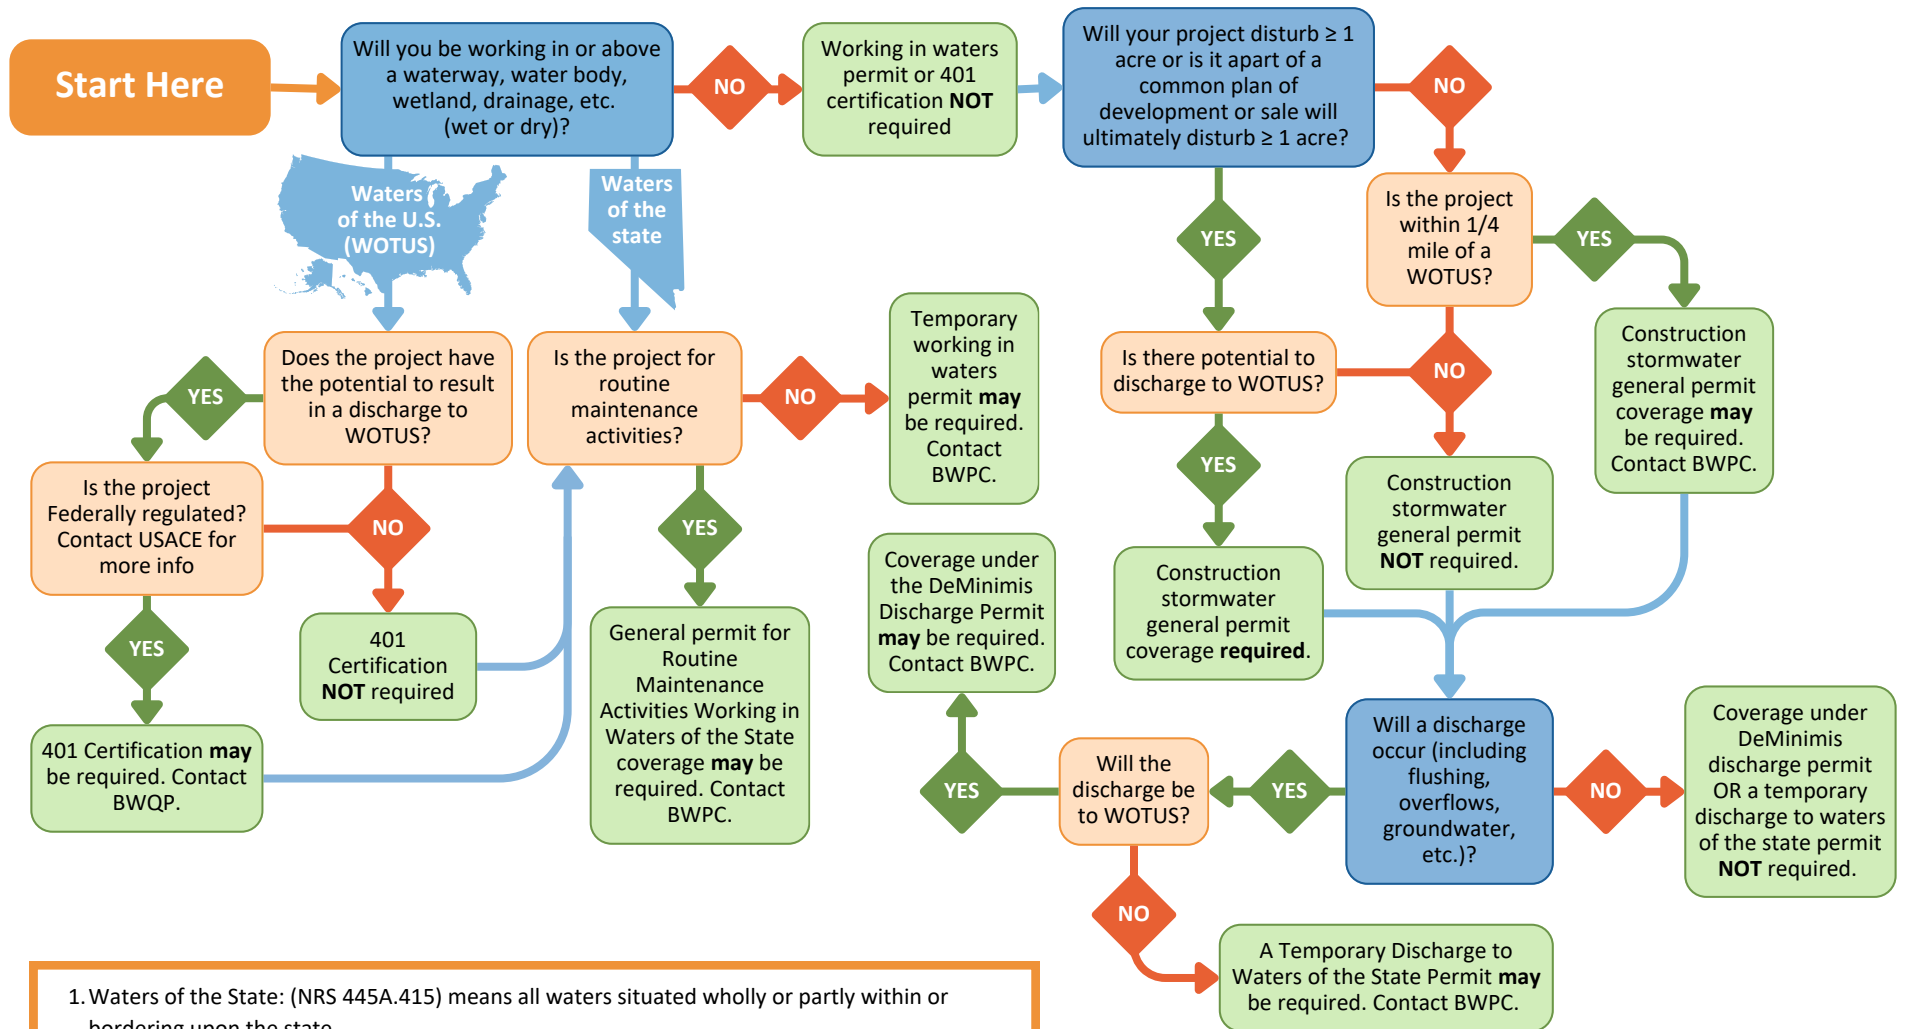 Start Here
Will you be working in or above
a waterway, water body,
wetland, drainage, etc.
(wet or dry)?
NO
Working in waters
permit or 401
certification NOT
required
Will your project disturb ≥ 1
acre or is it apart of a
common plan of
development or sale will
ultimately disturb ≥ 1 acre?
NO
Waters
of the U.S.
(WOTUS)
Waters
of the
state
YES
Is the project
within 1/4
mile of a
WOTUS?
YES
Does the project have
the potential to result
in a discharge to
WOTUS?
YES
Is the project for
routine
maintenance
activities?
NO
Temporary
working in
waters
permit may
be required.
Contact
BWPC.
Is there potential to
discharge to WOTUS?
NO
Construction
stormwater
general permit
coverage may
be required.
Contact BWPC.
Is the project
Federally regulated?
Contact USACE for
more info
NO
YES
YES
Construction
stormwater
general permit
NOT required.
Coverage under
the DeMinimis
Discharge Permit
may be required.
Contact BWPC.
Construction
stormwater
general permit
coverage required.
YES
401
Certification
NOT required
General permit for
Routine
Maintenance
Activities Working in
Waters of the State
coverage may be
required. Contact
BWPC.
401 Certification may
be required. Contact
BWQP.
YES
Will the
discharge be
to WOTUS?
YES
Will a discharge
occur (including
flushing,
overflows,
groundwater,
etc.)?
NO
Coverage under
DeMinimis
discharge permit
OR a temporary
discharge to waters
of the state permit
NOT required.
NO
A Temporary Discharge to
Waters of the State Permit may
be required. Contact BWPC.
1. Waters of the State: (NRS 445A.415) means all waters situated wholly or partly within or
bordering upon the state